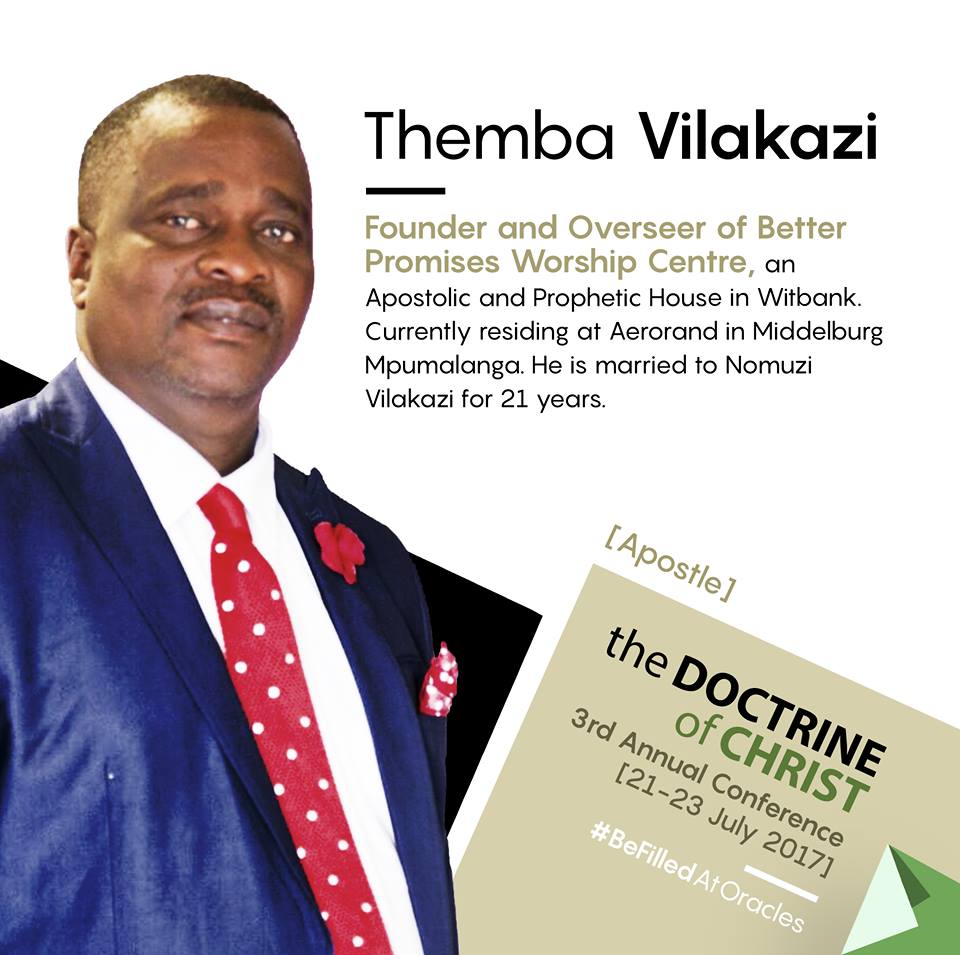 Themba Vilakazi
Founder and Overseer of Better
Promises Worship Centre, an
Apostolic and Prophetic House in Witbank.
Currently residing at Aerorand in Middelburg
Mpumalanga. He is married to Nomuzi
Vilakazi for 21 years.
[Apostle]
the DOCTRINE
of CHRIST
3rd Annual Conference
[21-23 July 2017]
#BeFilledAtOracles